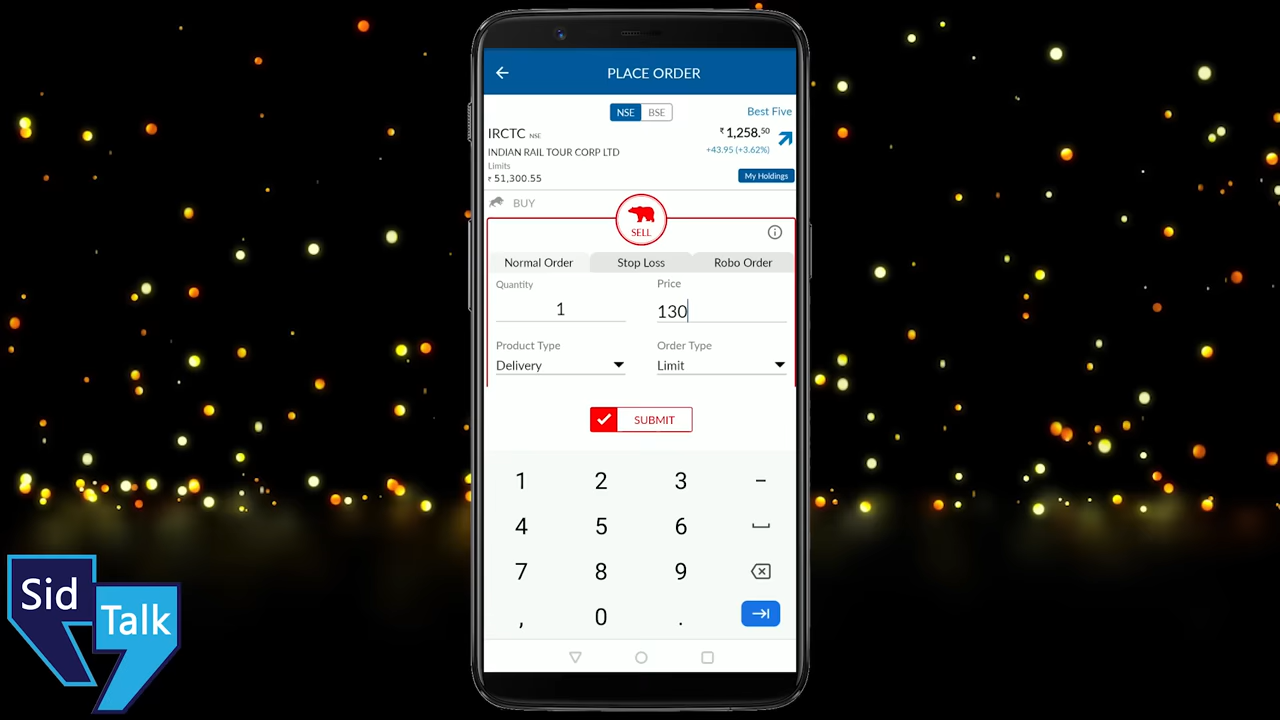 PLACE ORDER
NSE BSE
Best Five
IRCTC NSE
₹ 1,258.50
INDIAN RAIL TOUR CORP LTD
+43.95 (+3.62%)
Limits
₹ 51,300.55
My Holdings
BUY
SELL
Normal Order Stop Loss Robo Order
Quantity Price
1 130
Product Type Order Type
Delivery Limit
SUBMIT
1 2 3 -
4 5 6
7 8 9
, 0 .
Sid
Talk